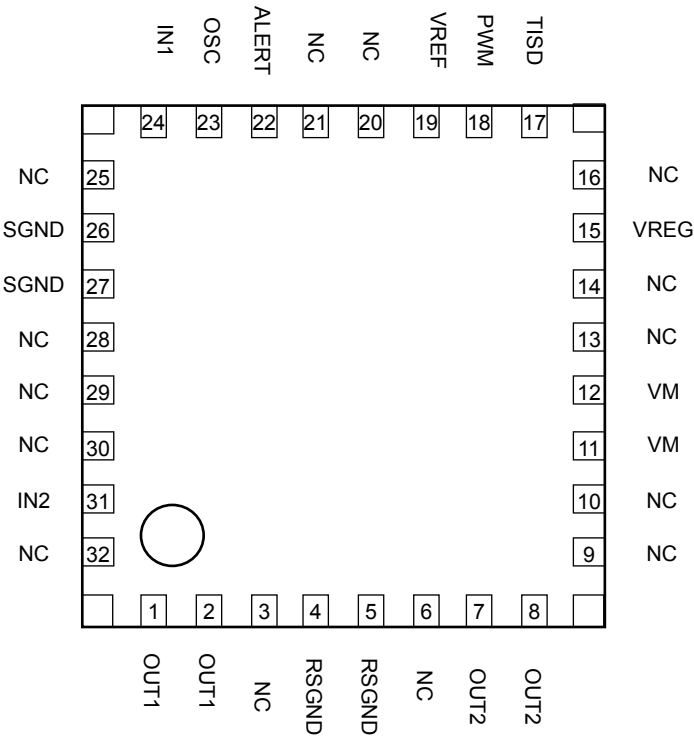 IN1 OSC ALERT NC NC VREF PWM TISD
24 23 22 21 20 19 18 17
NC 25 16 NC
SGND 26 15 VREG
SGND 27 14 NC
NC 28 13 NC
NC 29 12 VM
NC 30 11 VM
IN2 31 10 NC
NC 32 9 NC
1 2 3 4 5 6 7 8
OUT1 OUT1 NC RSGND RSGND NC OUT2 OUT2